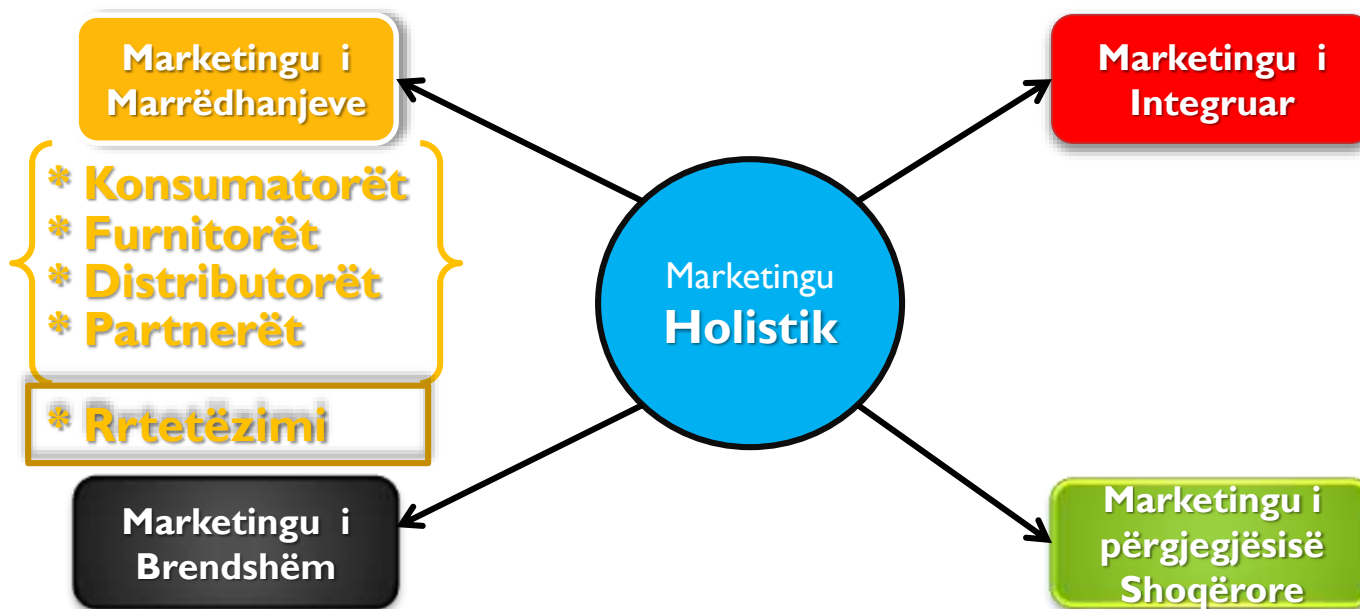 Marketingu i
Marrëdhanjeve
* Konsumatorët
* Furnitorët
* Distributorët
* Partnerët
* Rrtetëzimi
Marketingu i
Brendshëm
Marketingu
Holistik
Marketingu i
Integruar
Marketingu i
përgjegjësisë
Shoqërore